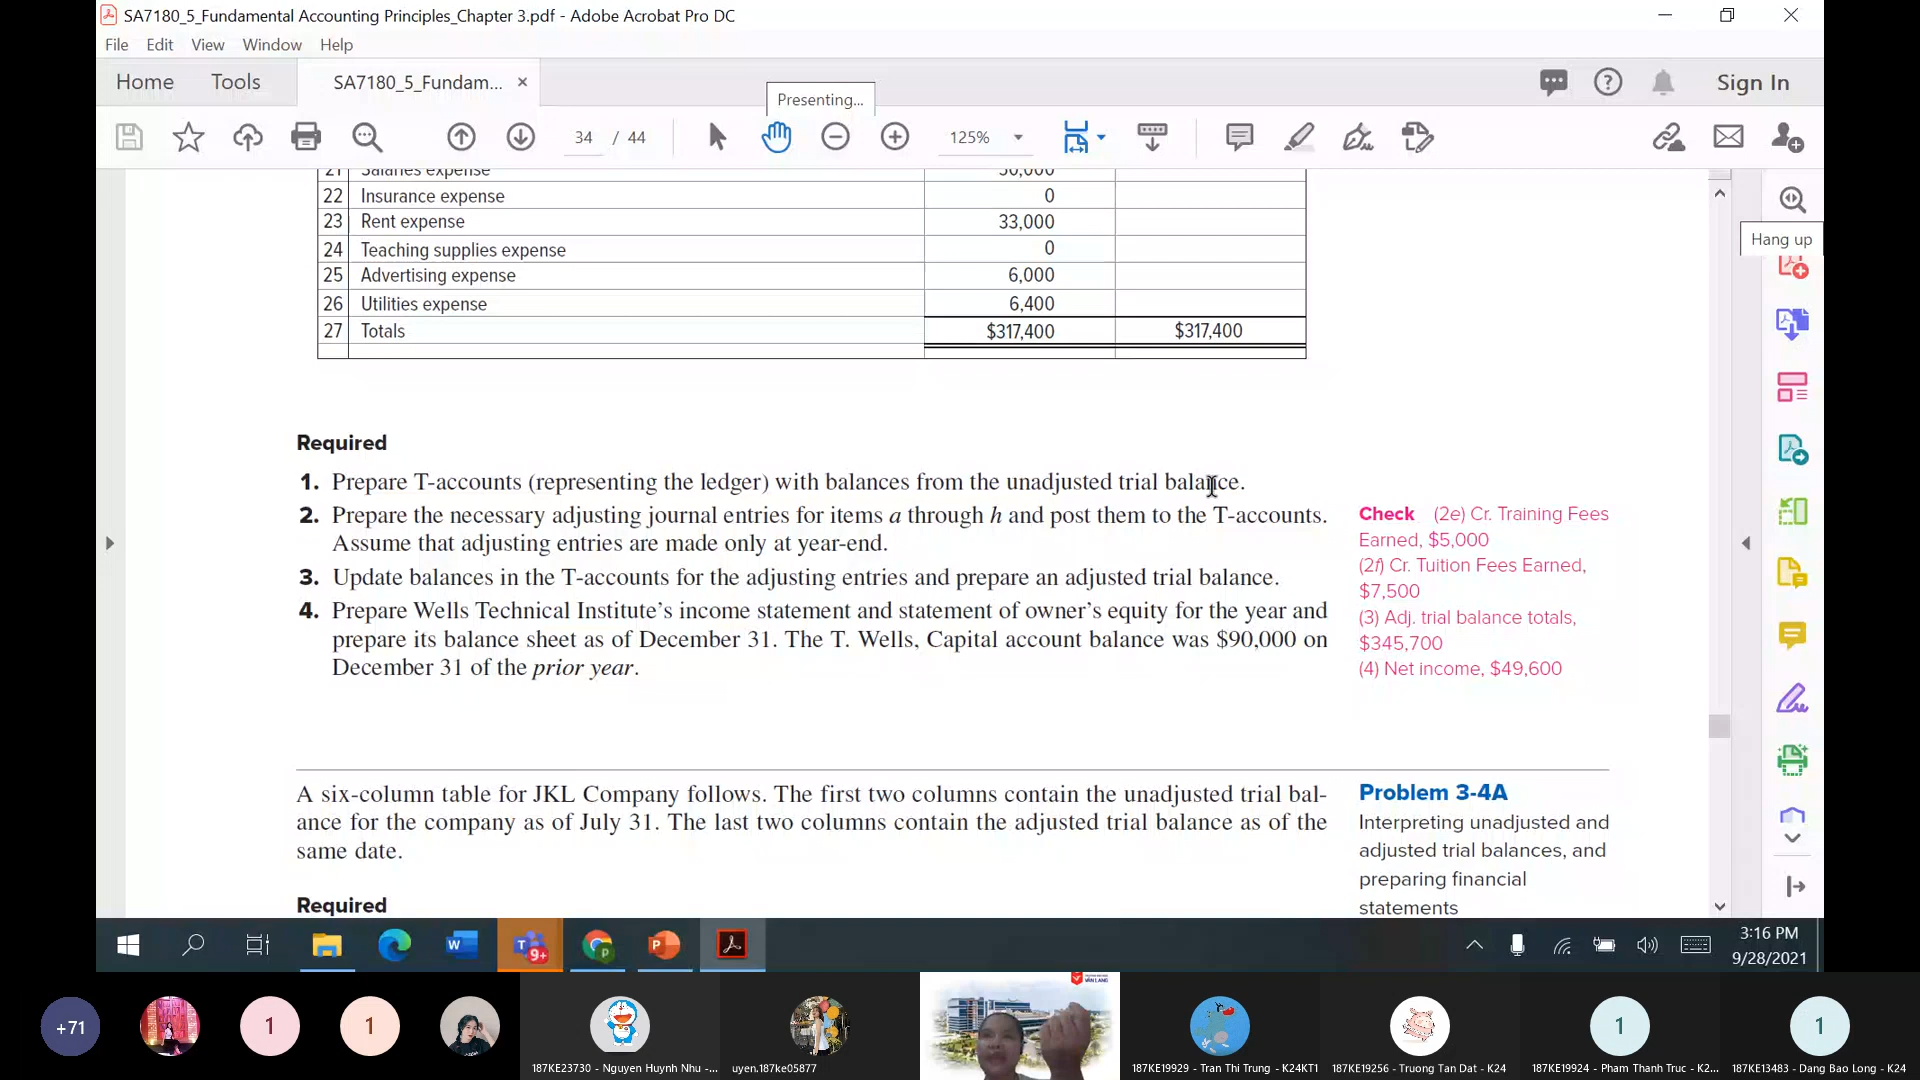 SA7180_5_Fundamental Accounting Principles_Chapter 3.pdf - Adobe Acrobat Pro DC
File Edit View Window Help
Home Tools SA7180_5_Fundam... × Sign In
Presenting...
34 / 44 125%
Hang up
21 Salaries expense 50,000
22 Insurance expense 0
23 Rent expense 33,000
24 Teaching supplies expense 0
25 Advertising expense 6,000
26 Utilities expense 6,400
27 Totals $317,400 $317,400
Required
1. Prepare T-accounts (representing the ledger) with balances from the unadjusted trial balance.
2. Prepare the necessary adjusting journal entries for items a through h and post them to the T-accounts.
Assume that adjusting entries are made only at year-end.
3. Update balances in the T-accounts for the adjusting entries and prepare an adjusted trial balance.
4. Prepare Wells Technical Institute's income statement and statement of owner's equity for the year and
prepare its balance sheet as of December 31. The T. Wells, Capital account balance was $90,000 on
December 31 of the prior year.
Check (2e) Cr. Training Fees
Earned, $5,000
(2f) Cr. Tuition Fees Earned,
$7,500
(3) Adj. trial balance totals,
$345,700
(4) Net income, $49,600
A six-column table for JKL Company follows. The first two columns contain the unadjusted trial bal-
ance for the company as of July 31. The last two columns contain the adjusted trial balance as of the
same date.
Required
Problem 3-4A
Interpreting unadjusted and
adjusted trial balances, and
preparing financial
statements
3:16 PM
9/28/2021
+71
1
1
1
1
VAN LANG
187KE23730 - Nguyen Huynh Nhu -...
uyen.187ke05877
187KE19929 - Tran Thi Trung - K24KT1
187KE19256 - Truong Tan Dat - K24
187KE19924 - Pham Thanh Truc - K2...
187KE13483 - Dang Bao Long - K24